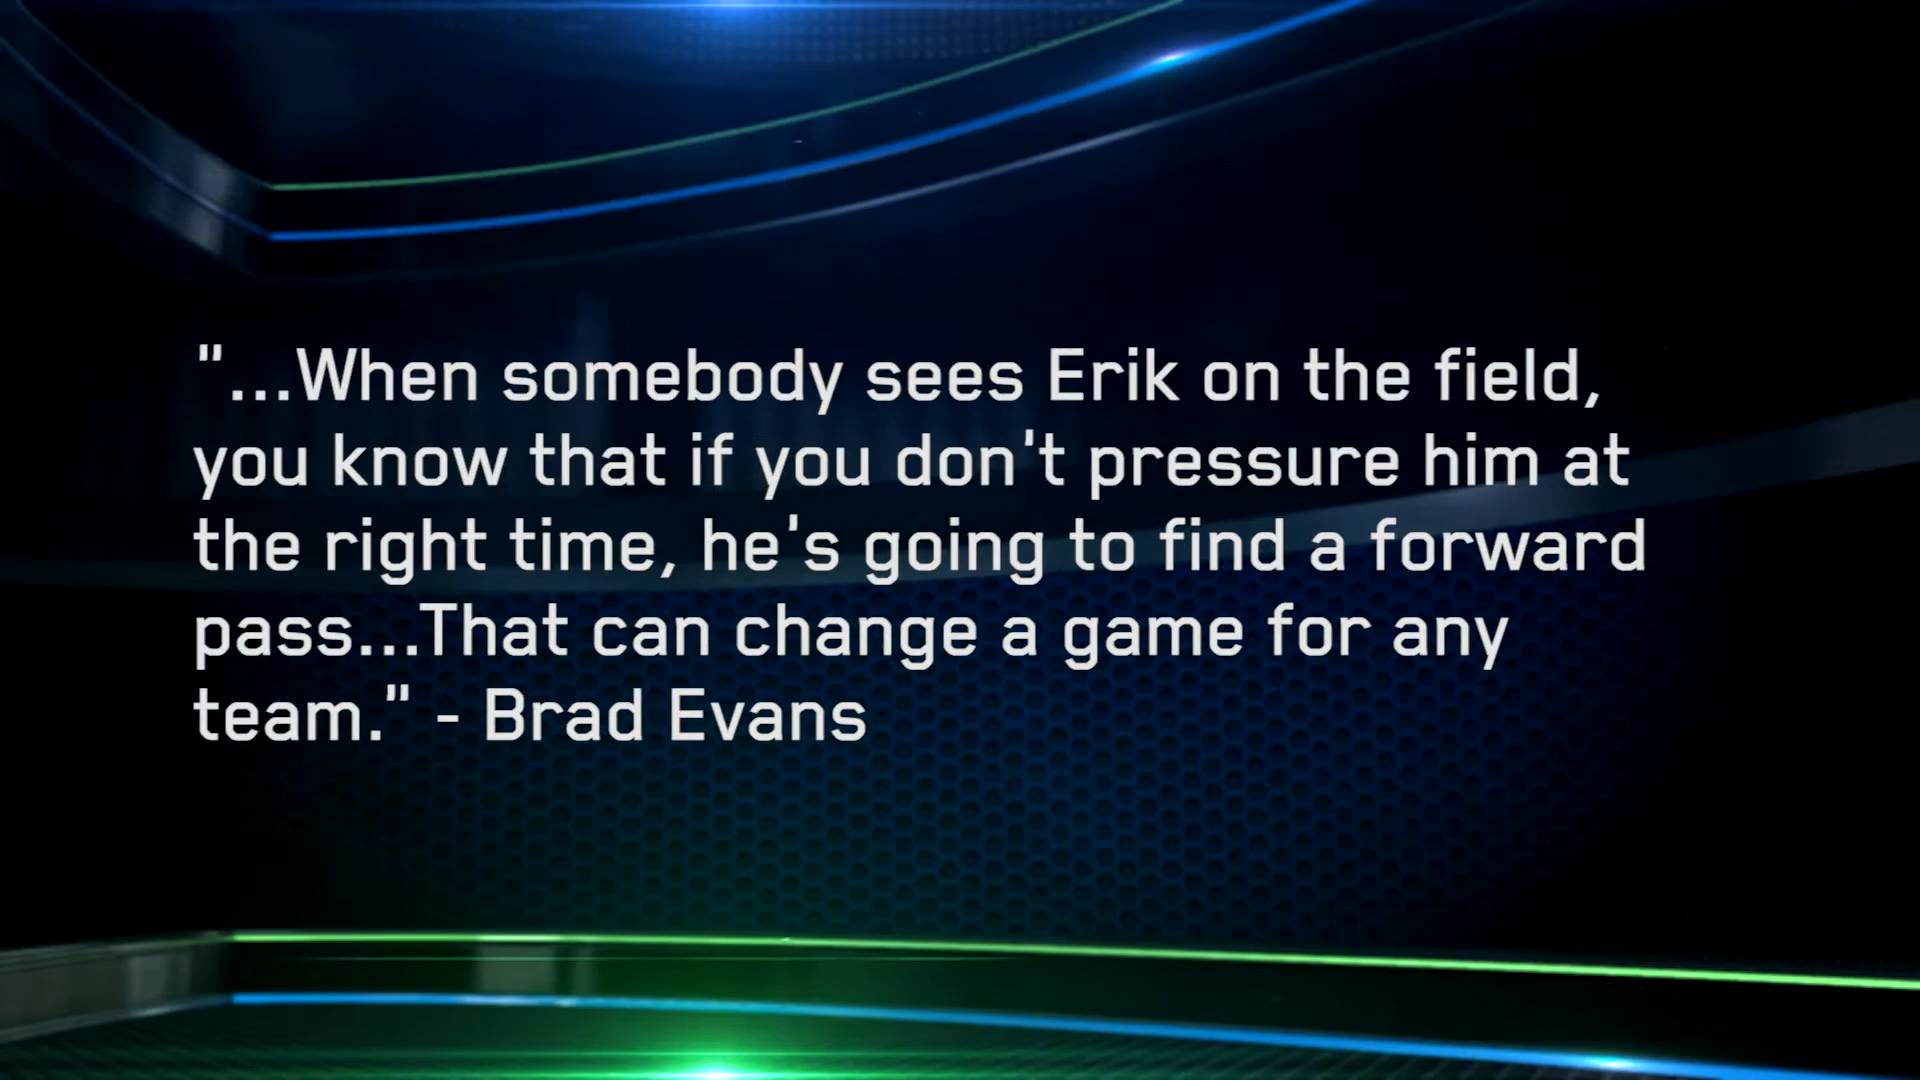 "...When somebody sees Erik on the field,
you know that if you don't pressure him at
the right time, he's going to find a forward
pass...That can change a game for any
team." - Brad Evans